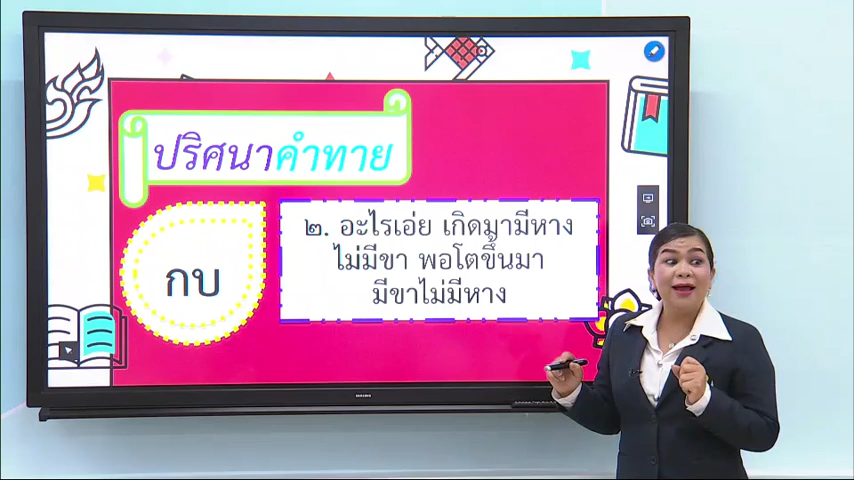 ปริศนาคำทาย
๒. อะไรเอ่ย เกิดมามีหาง
ไม่มีขา พอโตขึ้นมา
มีขาไม่มีหาง
กบ
SAMSUNG